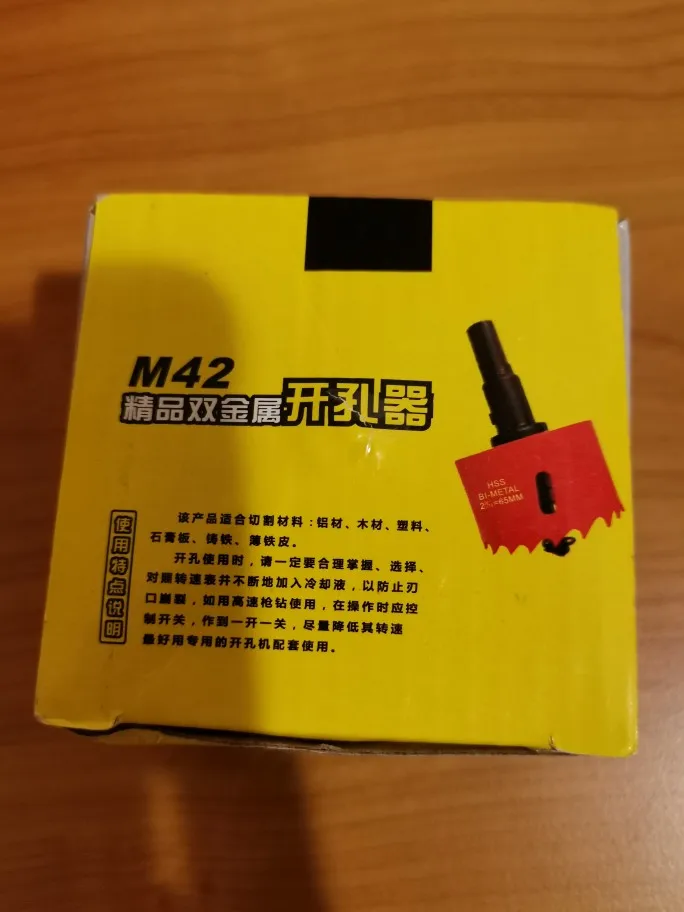 M42
精品双金属开孔器
HSS
BI-METAL
使用特点说明
该产品适合切割材料：铝材、木材、塑料、
石膏板、铸铁、薄铁皮。
开孔使用时，请一定要合理掌握、选择、
对照转速表并不断地加入冷却液，以防止刃
口崩裂，如用高速枪钻使用，在操作时应控
制开关，作到一开一关，尽量降低其转速
最好用专用的开孔机配套使用。